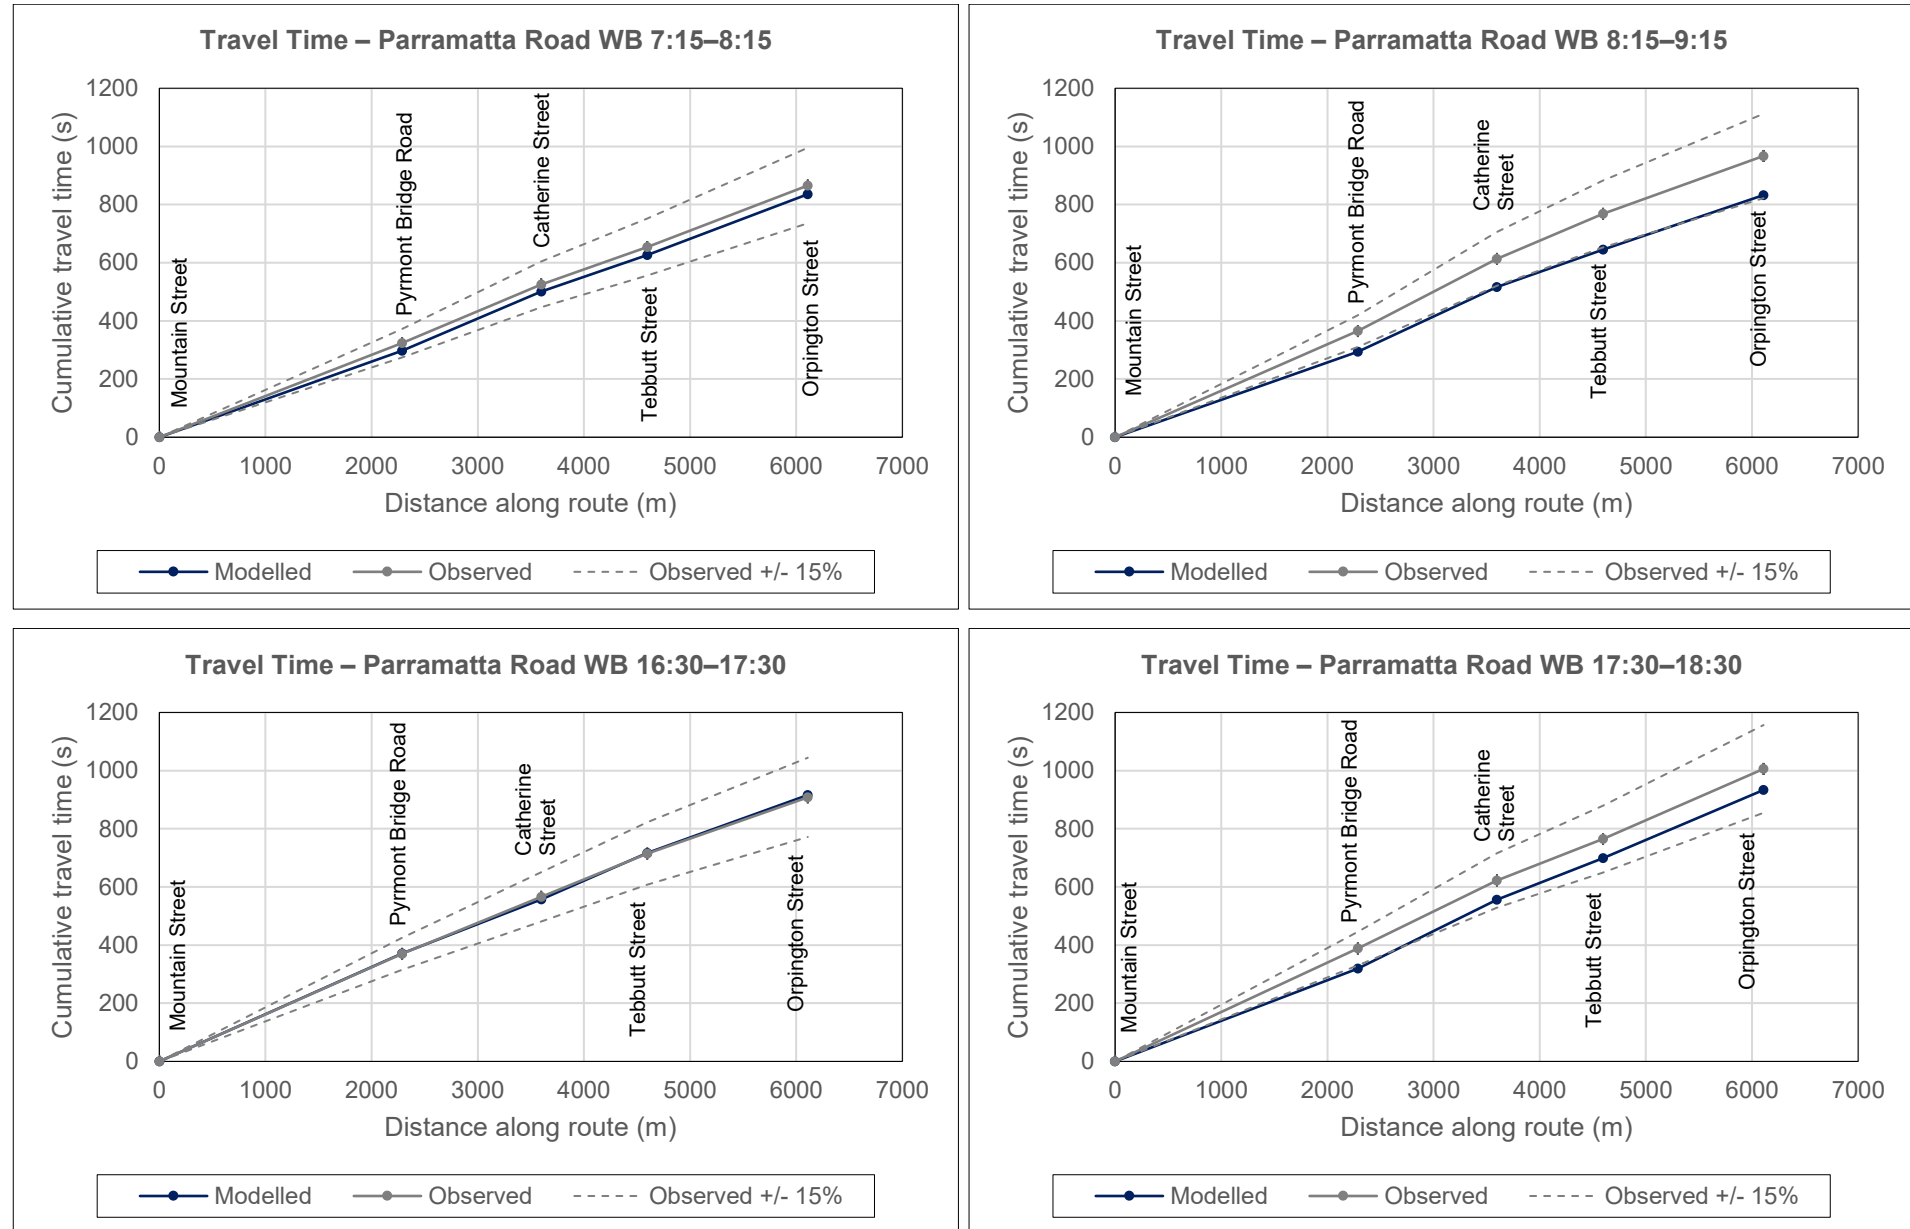 Travel Time – Parramatta Road WB 7:15–8:15
Cumulative travel time (s)
1200
1000
800
600
400
200
0
Mountain Street
Pyrmont Bridge Road
Catherine Street
Tebbutt Street
Orpington Street
0 1000 2000 3000 4000 5000 6000 7000
Distance along route (m)
Modelled Observed Observed +/- 15%
Travel Time – Parramatta Road WB 8:15–9:15
Cumulative travel time (s)
1200
1000
800
600
400
200
0
Mountain Street
Pyrmont Bridge Road
Catherine
Street
Tebbutt Street
Orpington Street
0 1000 2000 3000 4000 5000 6000 7000
Distance along route (m)
Modelled Observed Observed +/- 15%
Travel Time – Parramatta Road WB 16:30–17:30
Cumulative travel time (s)
1200
1000
800
600
400
200
0
Mountain Street
Pyrmont Bridge Road
Catherine
Street
Tebbutt Street
Orpington Street
0 1000 2000 3000 4000 5000 6000 7000
Distance along route (m)
Modelled Observed Observed +/- 15%
Travel Time – Parramatta Road WB 17:30–18:30
Cumulative travel time (s)
1200
1000
800
600
400
200
0
Mountain Street
Pyrmont Bridge Road
Catherine
Street
Tebbutt Street
Orpington Street
0 1000 2000 3000 4000 5000 6000 7000
Distance along route (m)
Modelled Observed Observed +/- 15%